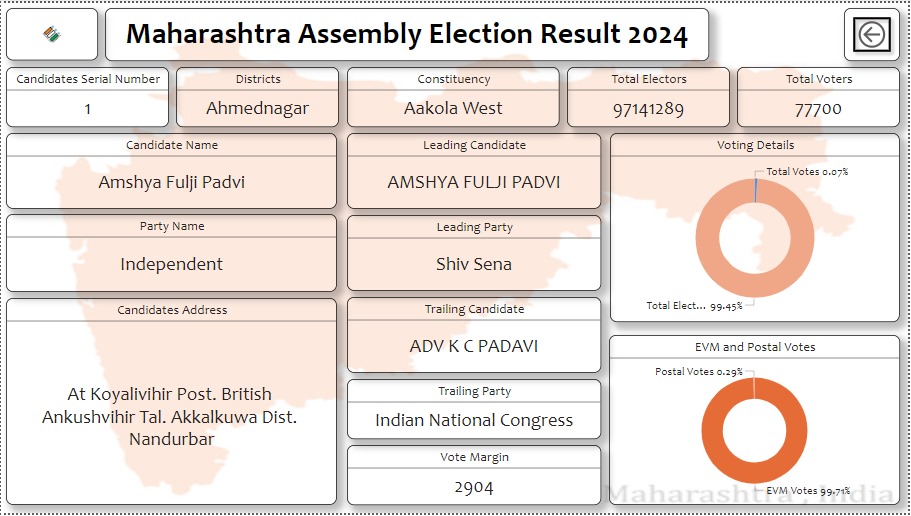 Maharashtra Assembly Election Result 2024
Candidates Serial Number
1
Districts
Ahmednagar
Constituency
Aakola West
Total Electors
97141289
Total Voters
77700
Candidate Name
Amshya Fulji Padvi
Leading Candidate
AMSHYA FULJI PADVI
Voting Details
Total Votes 0.07%
Total Elect... 99.45%
Party Name
Independent
Leading Party
Shiv Sena
Candidates Address
At Koyalivihir Post. British
Ankushvihir Tal. Akkalkuwa Dist.
Nandurbar
Trailing Candidate
ADV K C PADAVI
Trailing Party
Indian National Congress
Vote Margin
2904
EVM and Postal Votes
Postal Votes 0.29%
EVM Votes 99.71%
Maharashtra , India